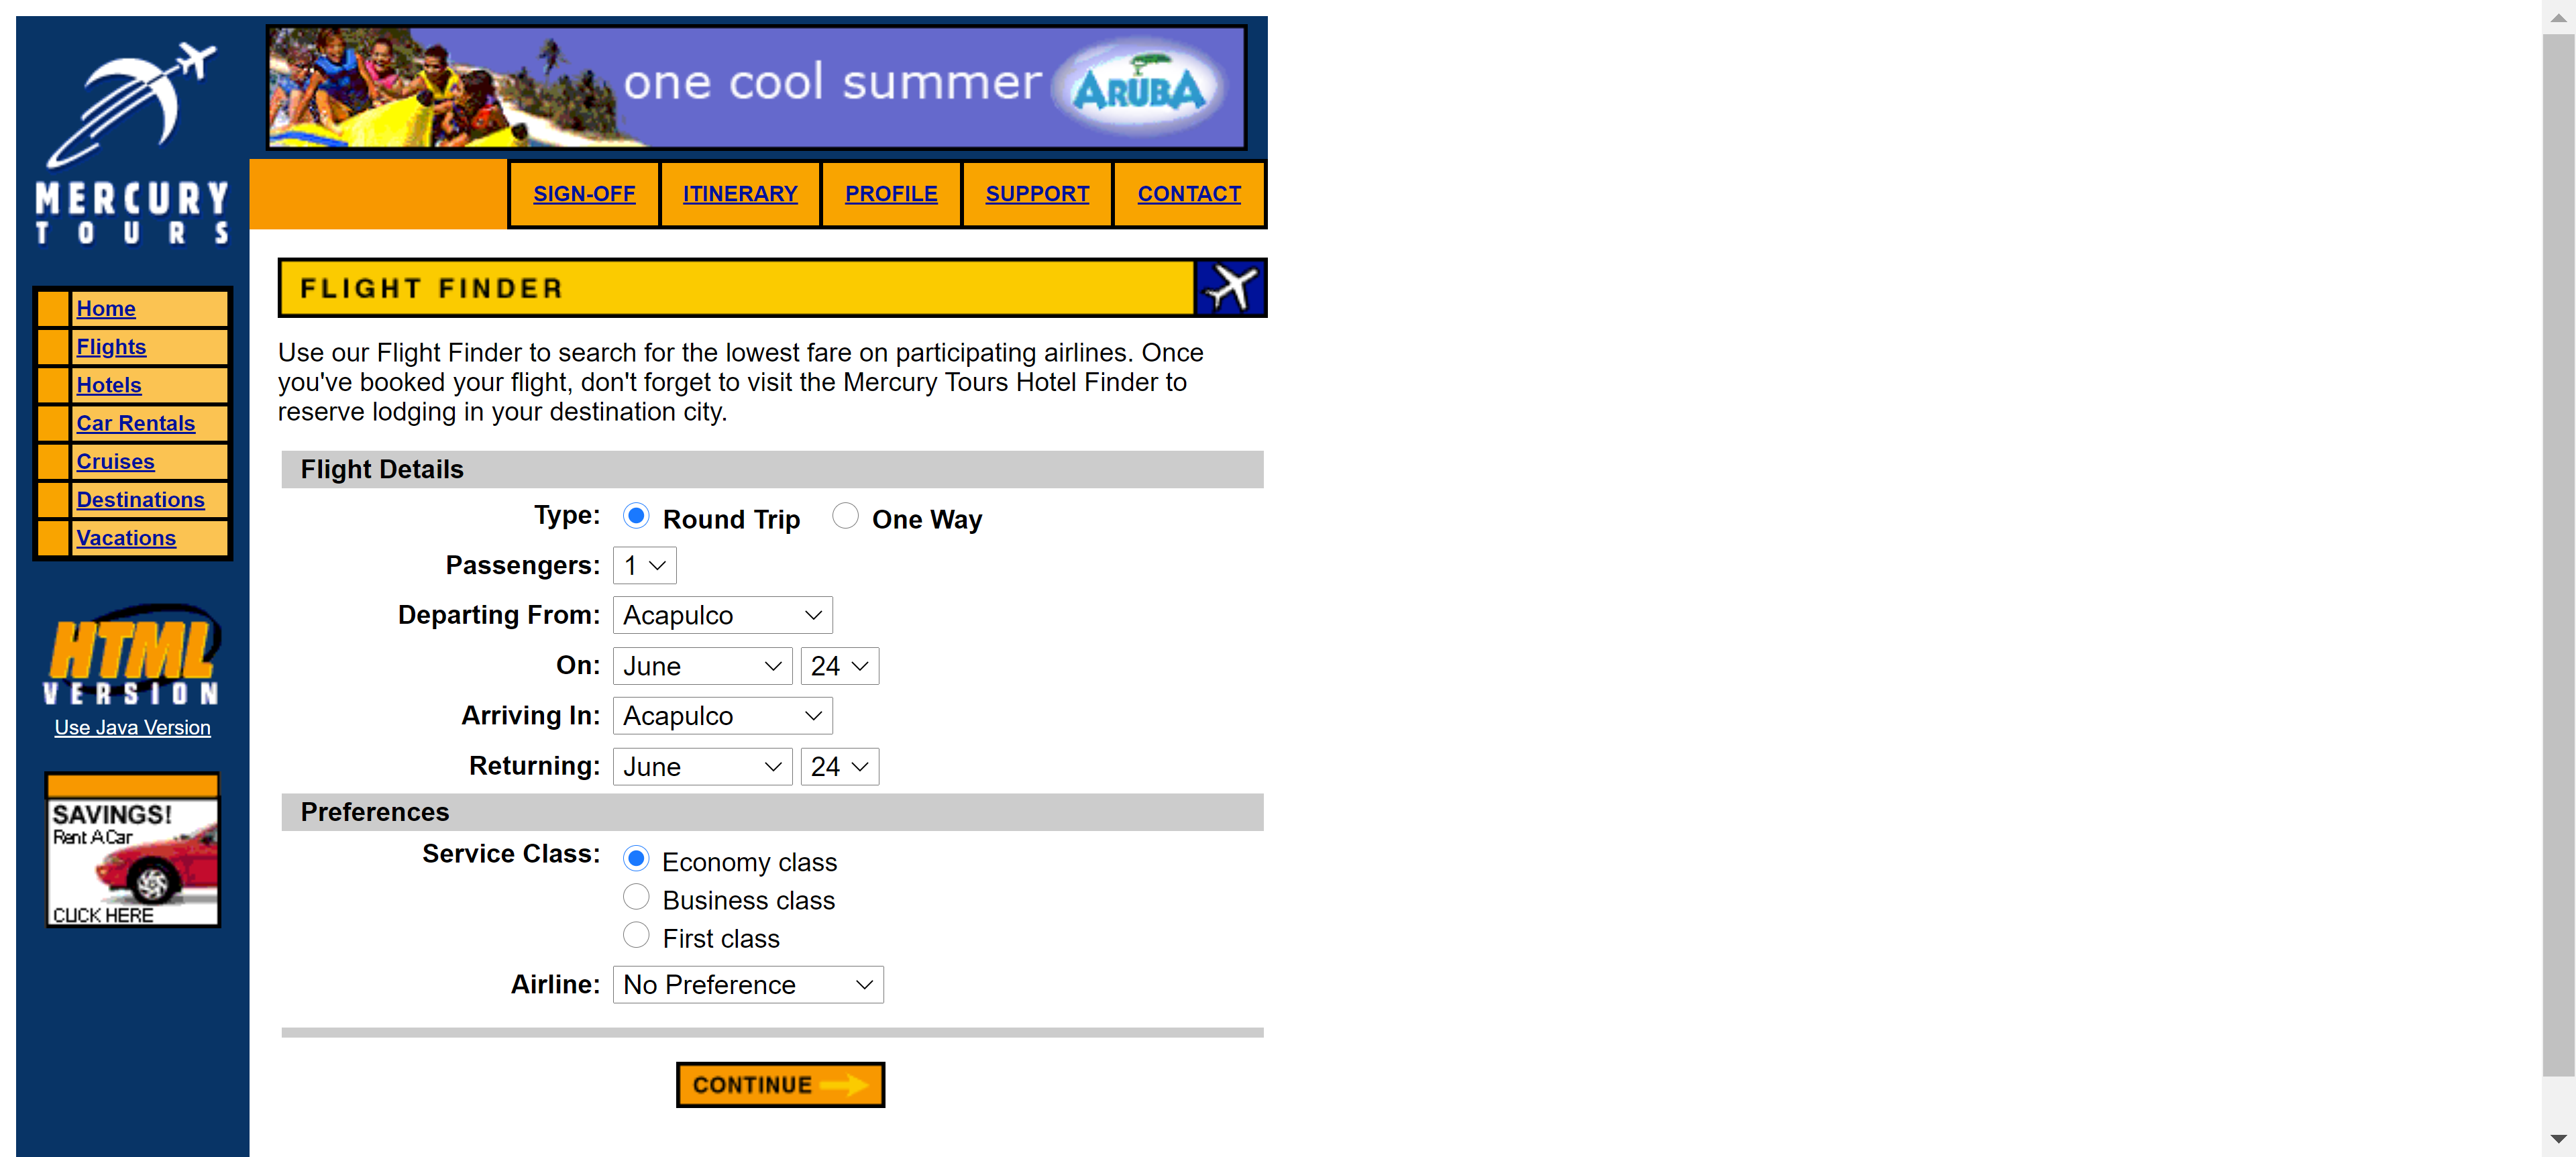 one cool summer ARUBA
MERCURY
TOURS
SIGN-OFF ITINERARY PROFILE SUPPORT CONTACT
FLIGHT FINDER
Home
Flights
Hotels
Car Rentals
Cruises
Destinations
Vacations
HTML
VERSION
Use Java Version
SAVINGS!
Rent A Car
CLICK HERE
Use our Flight Finder to search for the lowest fare on participating airlines. Once
you've booked your flight, don't forget to visit the Mercury Tours Hotel Finder to
reserve lodging in your destination city.
Flight Details
Type: Round Trip One Way
Passengers: 1
Departing From: Acapulco
On: June 24
Arriving In: Acapulco
Returning: June 24
Preferences
Service Class: Economy class
Business class
First class
Airline: No Preference
CONTINUE